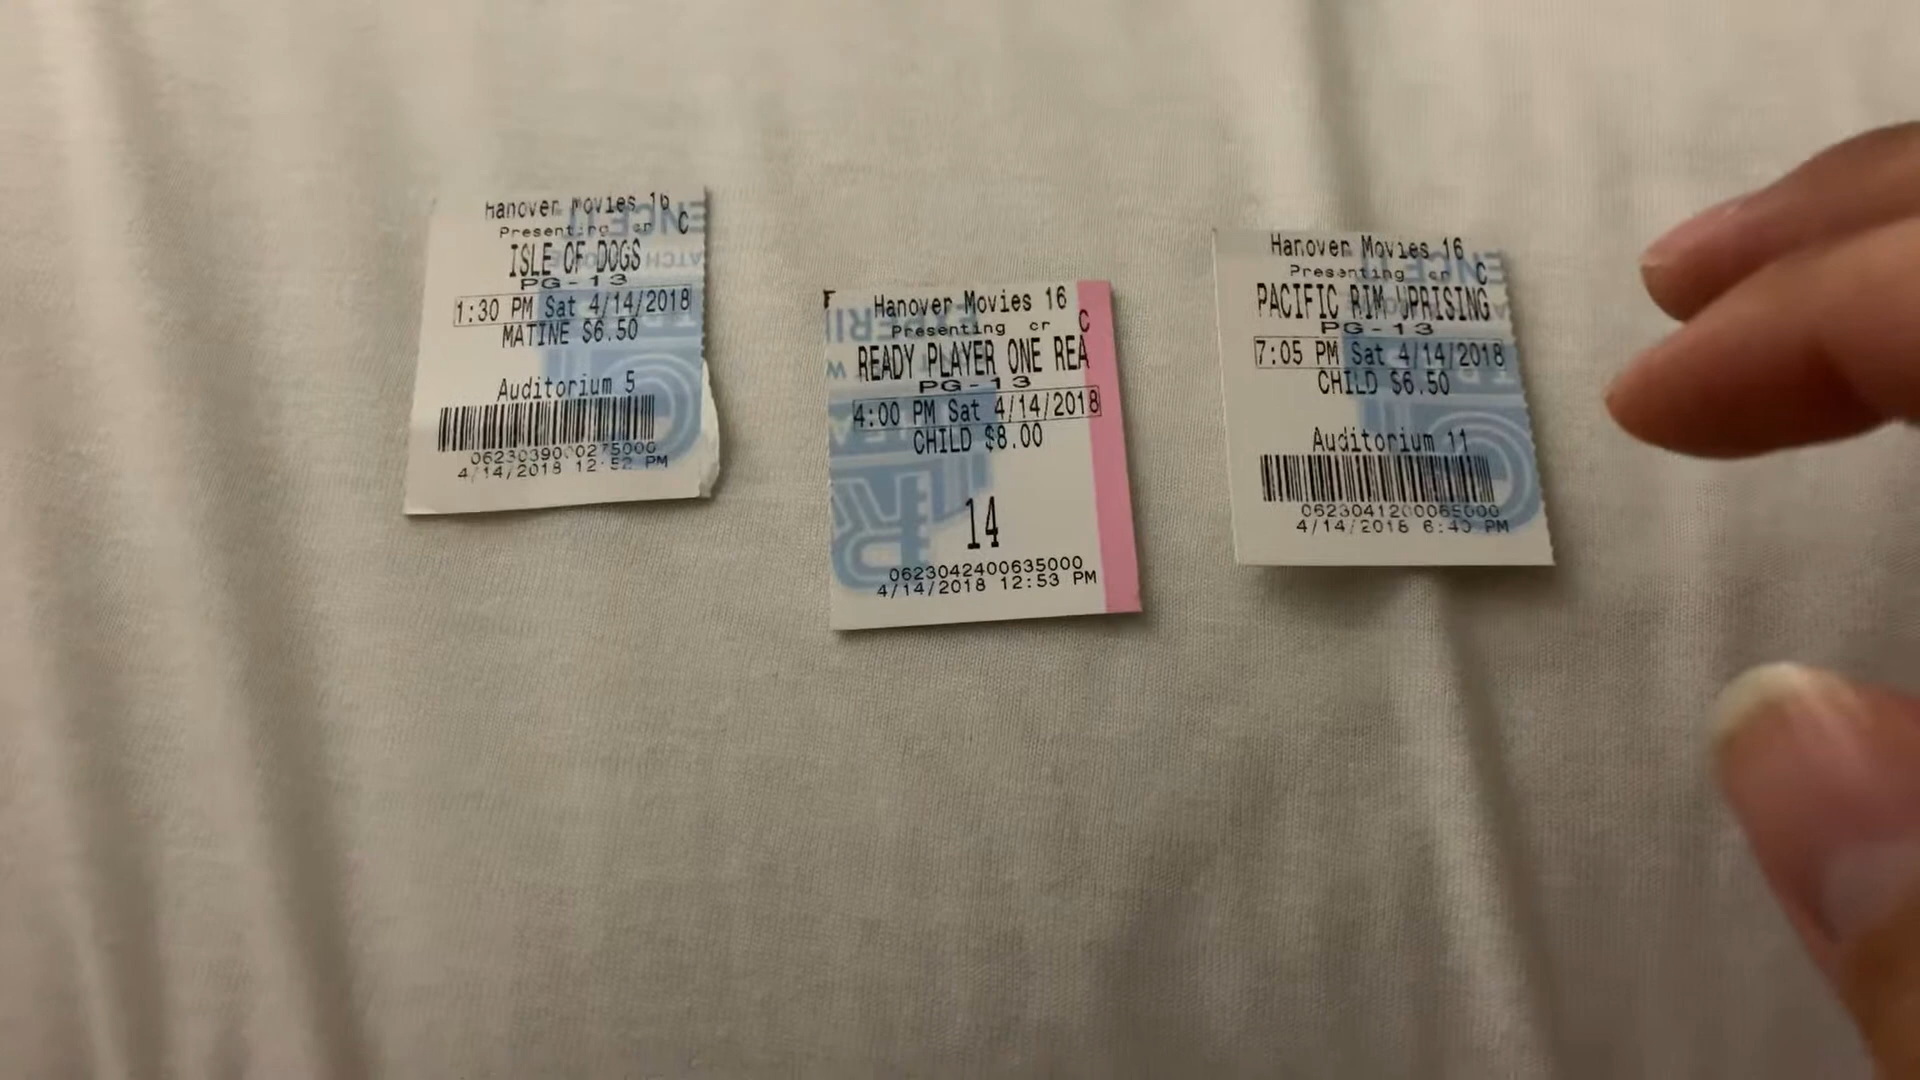 Hanover Movies 16
Presenting cr C
ISLE OF DOGS
PG-13
1:30 PM Sat 4/14/2018
MATINE $6.50
Auditorium 5
4/14/2018 12:52 PM
Hanover Movies 16
Presenting cr C
READY PLAYER ONE REA
PG-13
4:00 PM Sat 4/14/2018
CHILD $8.00
14
0623042400635000
4/14/2018 12:53 PM
Hanover Movies 16
Presenting cr C
PACIFIC RIM UPRISING
PG-13
7:05 PM Sat 4/14/2018
CHILD $6.50
Auditorium 11
0623041200065000
4/14/2018 6:43 PM